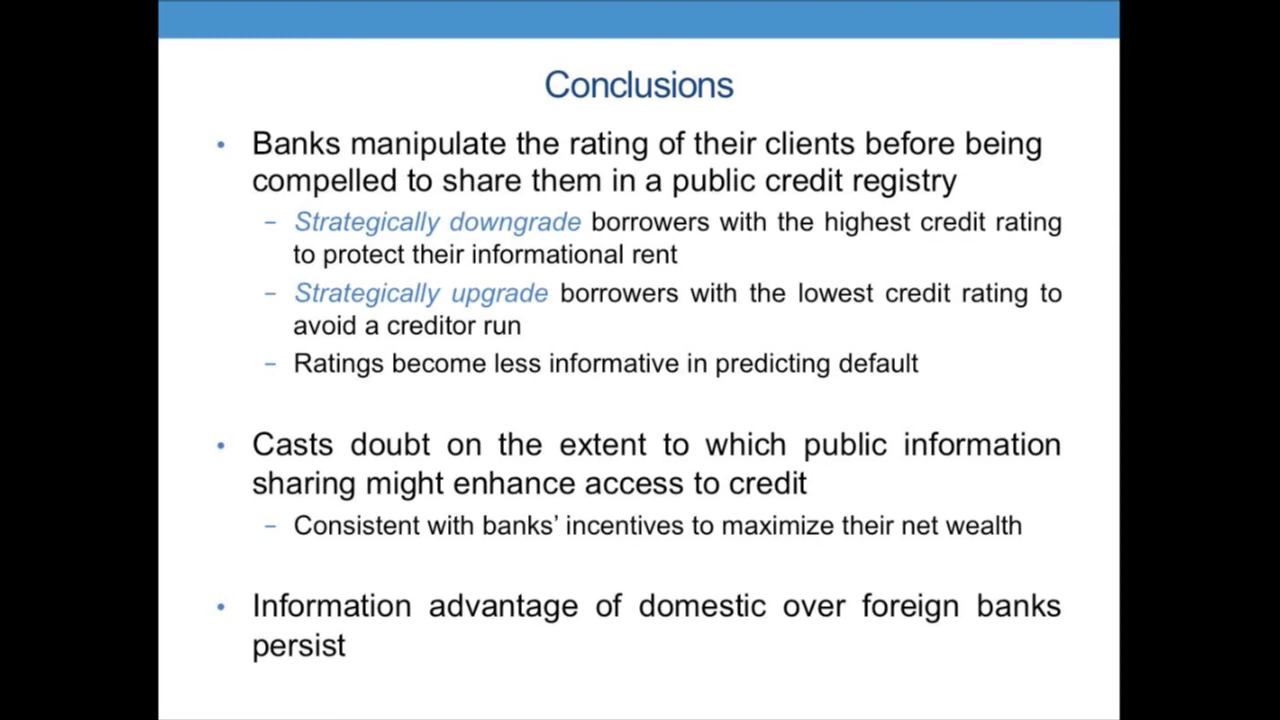 Conclusions
• Banks manipulate the rating of their clients before being
compelled to share them in a public credit registry
– Strategically downgrade borrowers with the highest credit rating
to protect their informational rent
– Strategically upgrade borrowers with the lowest credit rating to
avoid a creditor run
– Ratings become less informative in predicting default
• Casts doubt on the extent to which public information
sharing might enhance access to credit
– Consistent with banks’ incentives to maximize their net wealth
• Information advantage of domestic over foreign banks
persist